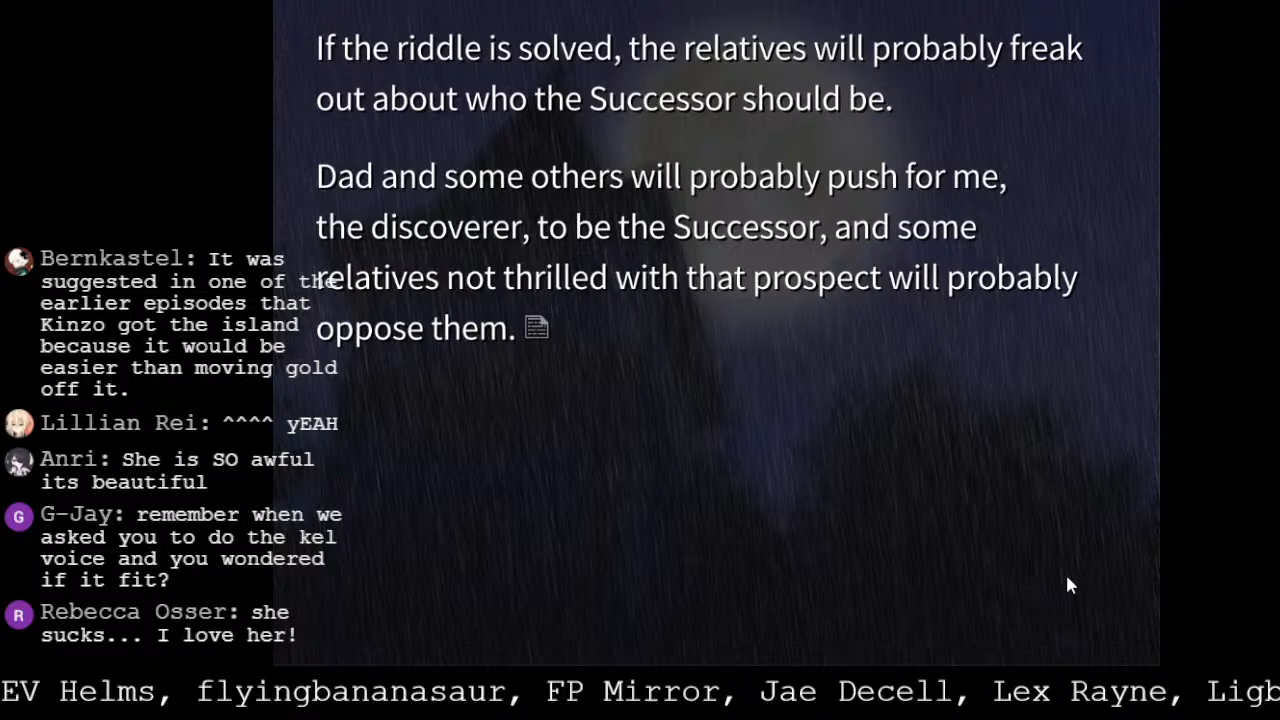 If the riddle is solved, the relatives will probably freak
out about who the Successor should be.
Dad and some others will probably push for me,
the discoverer, to be the Successor, and some
relatives not thrilled with that prospect will probably
oppose them.
Bernkastel: It was
suggested in one of the
earlier episodes that
Kinzo got the island
because it would be
easier than moving gold
off it.
Lillian Rei: ^^^^ yEAH
Anri: She is SO awful
its beautiful
G
G-Jay: remember when we
asked you to do the kel
voice and you wondered
if it fit?
R
Rebecca Osser: she
sucks... I love her!
EV Helms, flyingbananasaur, FP Mirror, Jae Decell, Lex Rayne, Ligb